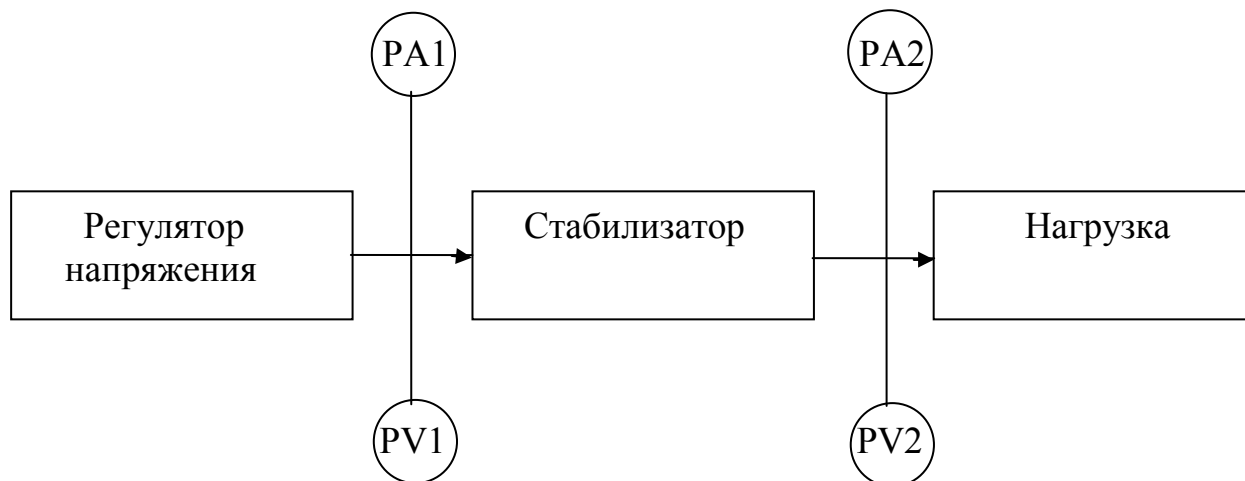 PA1
PA2
Регулятор
напряжения
Стабилизатор
Нагрузка
PV1
PV2